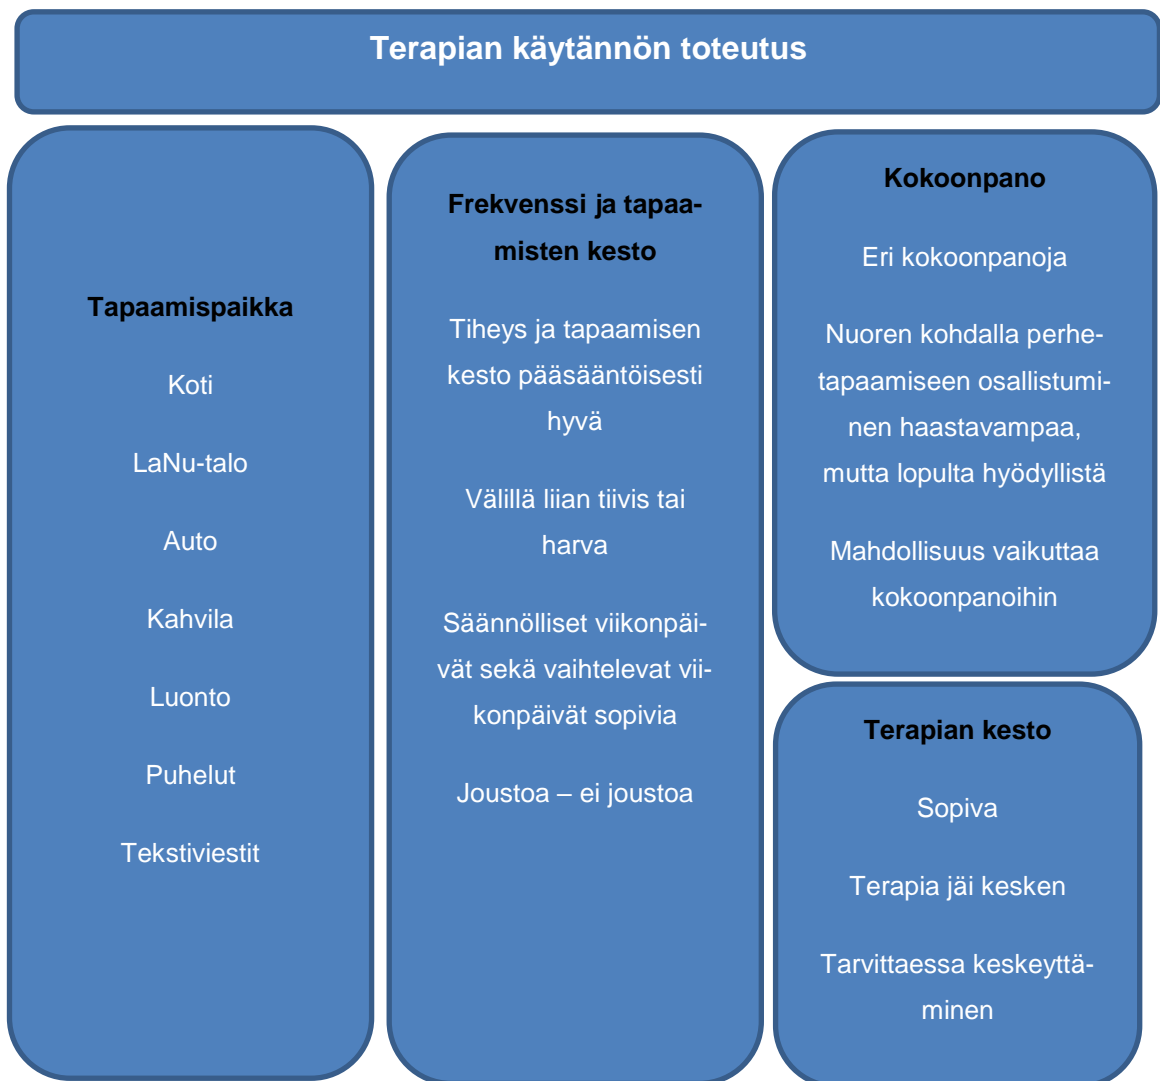 Terapian käytännön toteutus
Tapaamispaikka
Koti
LaNu-talo
Auto
Kahvila
Luonto
Puhelut
Tekstiviestit
Frekvenssi ja tapaa-
misten kesto
Tiheys ja tapaamisen
kesto pääsääntöisesti
hyvä
Välillä liian tiivis tai
harva
Säännölliset viikonpäi-
vät sekä vaihtelevat vii-
konpäivät sopivia
Joustoa – ei joustoa
Kokoonpano
Eri kokoonpanoja
Nuoren kohdalla perhe-
tapaamiseen osallistumi-
nen haastavampaa,
mutta lopulta hyödyllistä
Mahdollisuus vaikuttaa
kokoonpanoihin
Terapian kesto
Sopiva
Terapia jäi kesken
Tarvittaessa keskeyttä-
minen